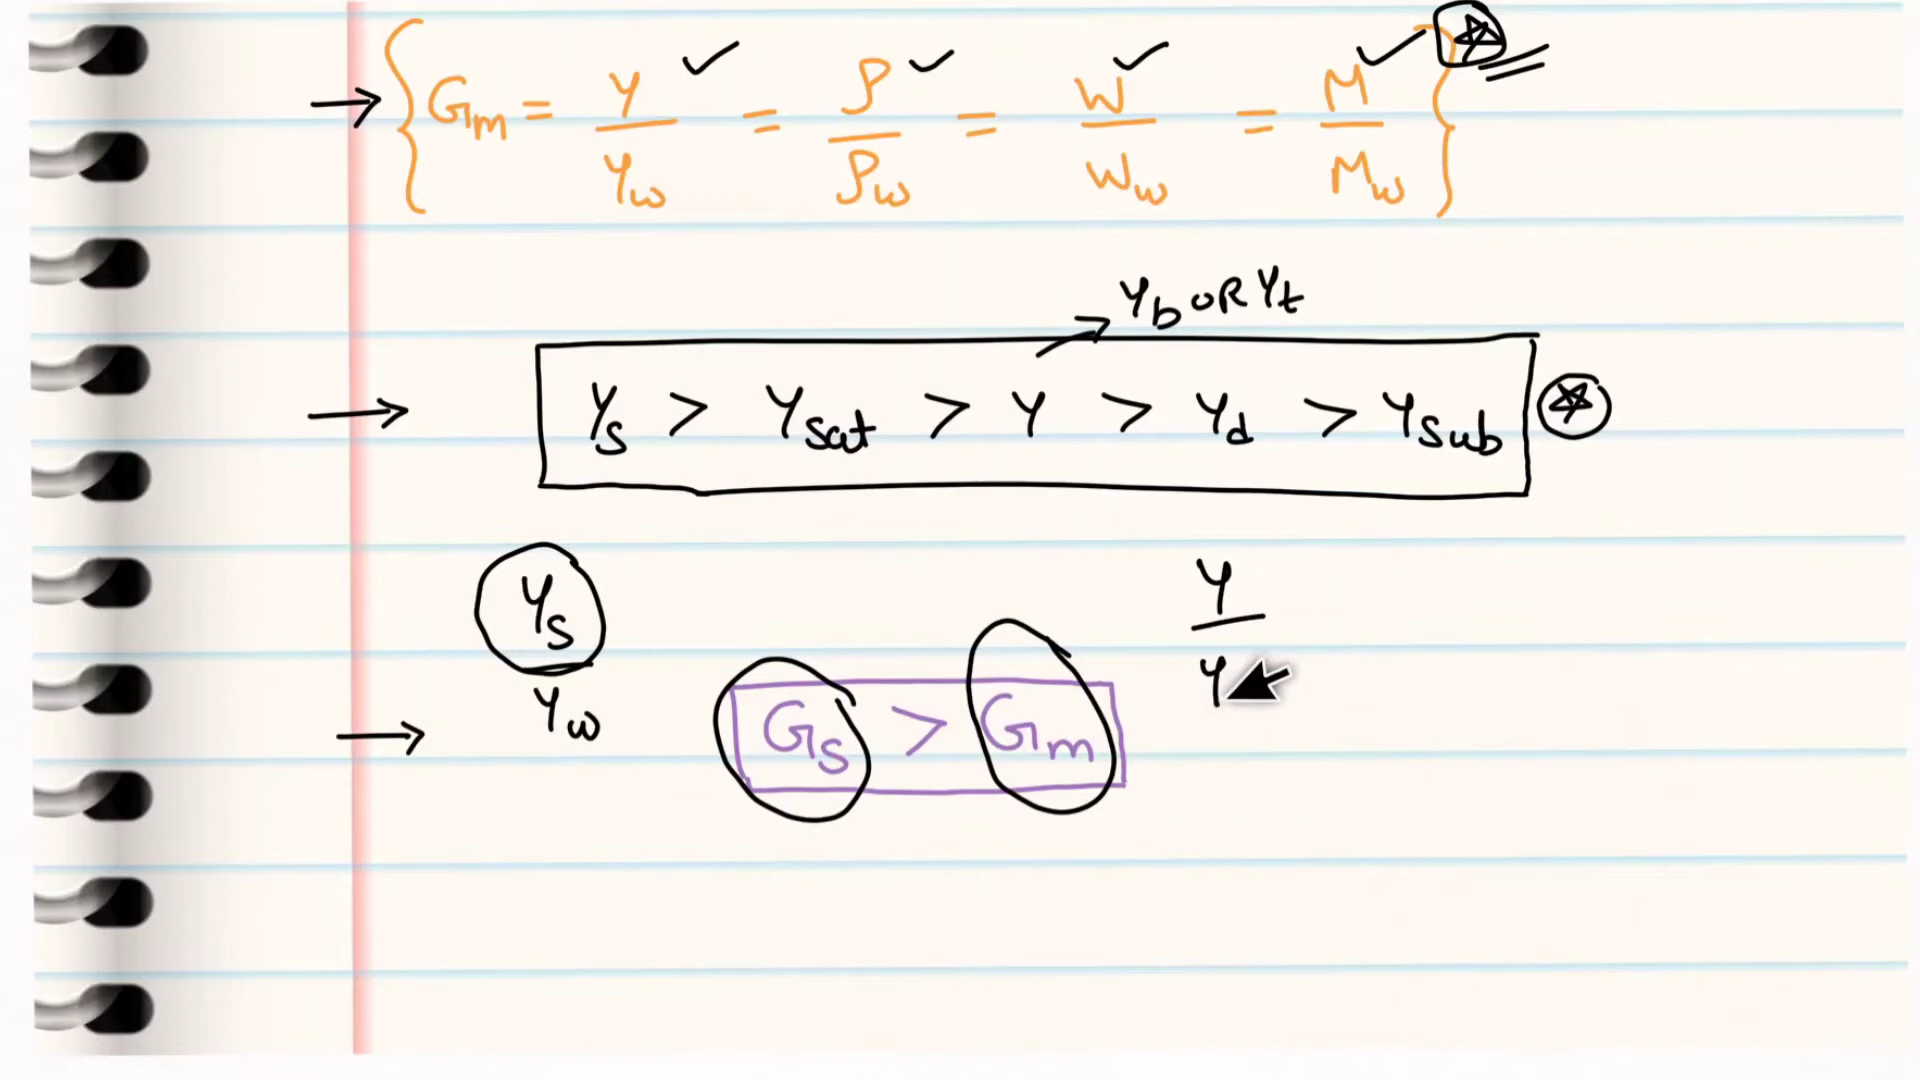 → { Gm = γ/γw ✓ = ρ/ρw ✓ = W/Ww ✓ = M/Mw ✓ }
γb OR γt
→ γs > γsat > γ > γd > γsub
γs/γw
γ/γ
→ Gs > Gm